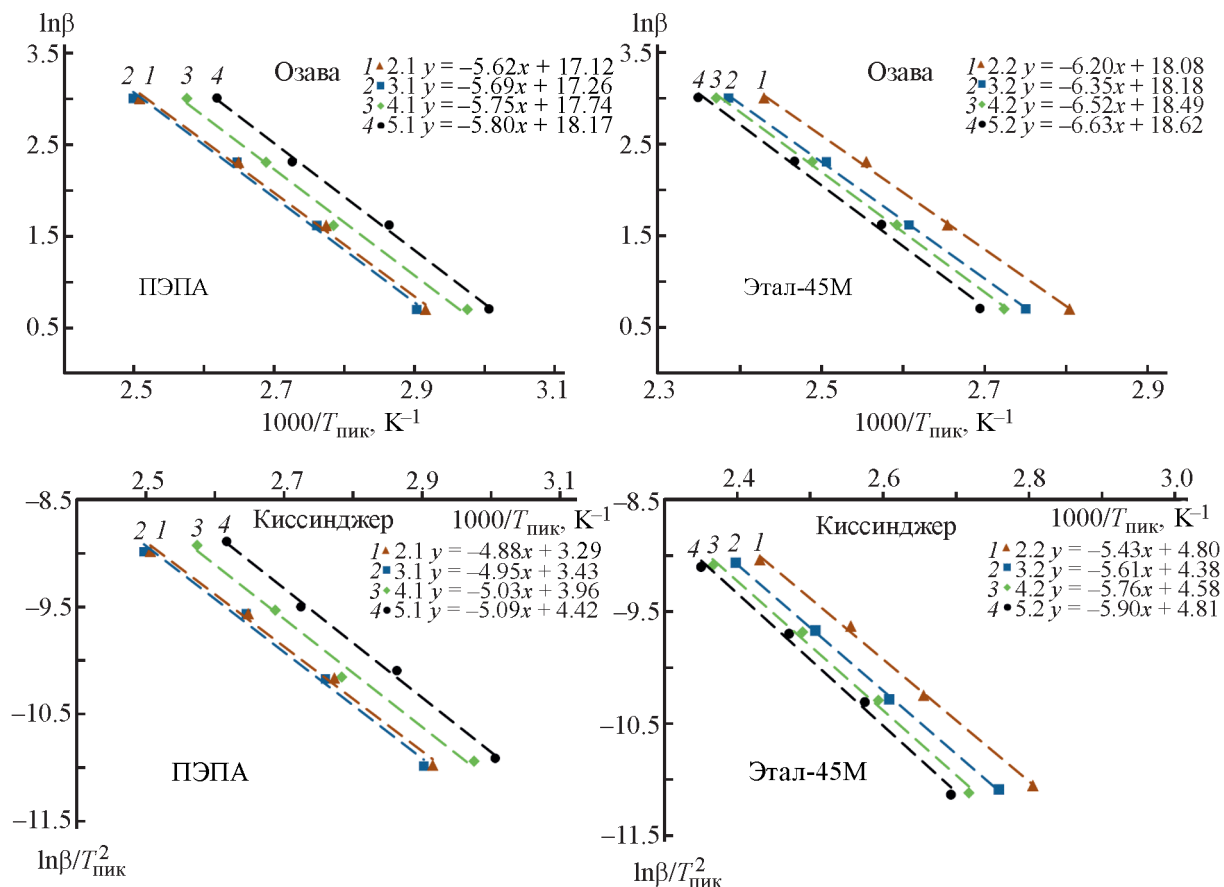 lnβ
3.5
2.5
1.5
0.5
2 1 3 4
Озава
1 2.1 y = –5.62x + 17.12
2 3.1 y = –5.69x + 17.26
3 4.1 y = –5.75x + 17.74
4 5.1 y = –5.80x + 18.17
ПЭПА
2.5 2.7 2.9 3.1
1000/Tпик, K–1
lnβ
3.5
2.5
1.5
0.5
4 3 2 1
Озава
1 2.2 y = –6.20x + 18.08
2 3.2 y = –6.35x + 18.18
3 4.2 y = –6.52x + 18.49
4 5.2 y = –6.63x + 18.62
Этал-45М
2.3 2.5 2.7 2.9
1000/Tпик, K–1
2.5 2.7 2.9 3.1
–8.5
Киссинджер 1000/Tпик, K–1
2 1 3 4
1 2.1 y = –4.88x + 3.29
2 3.1 y = –4.95x + 3.43
3 4.1 y = –5.03x + 3.96
4 5.1 y = –5.09x + 4.42
–9.5
–10.5
ПЭПА
–11.5
lnβ/T²пик
2.4 2.6 2.8 3.0
–8.5
Киссинджер 1000/Tпик, K–1
4 3 2 1
1 2.2 y = –5.43x + 4.80
2 3.2 y = –5.61x + 4.38
3 4.2 y = –5.76x + 4.58
4 5.2 y = –5.90x + 4.81
–9.5
–10.5
Этал-45М
–11.5
lnβ/T²пик